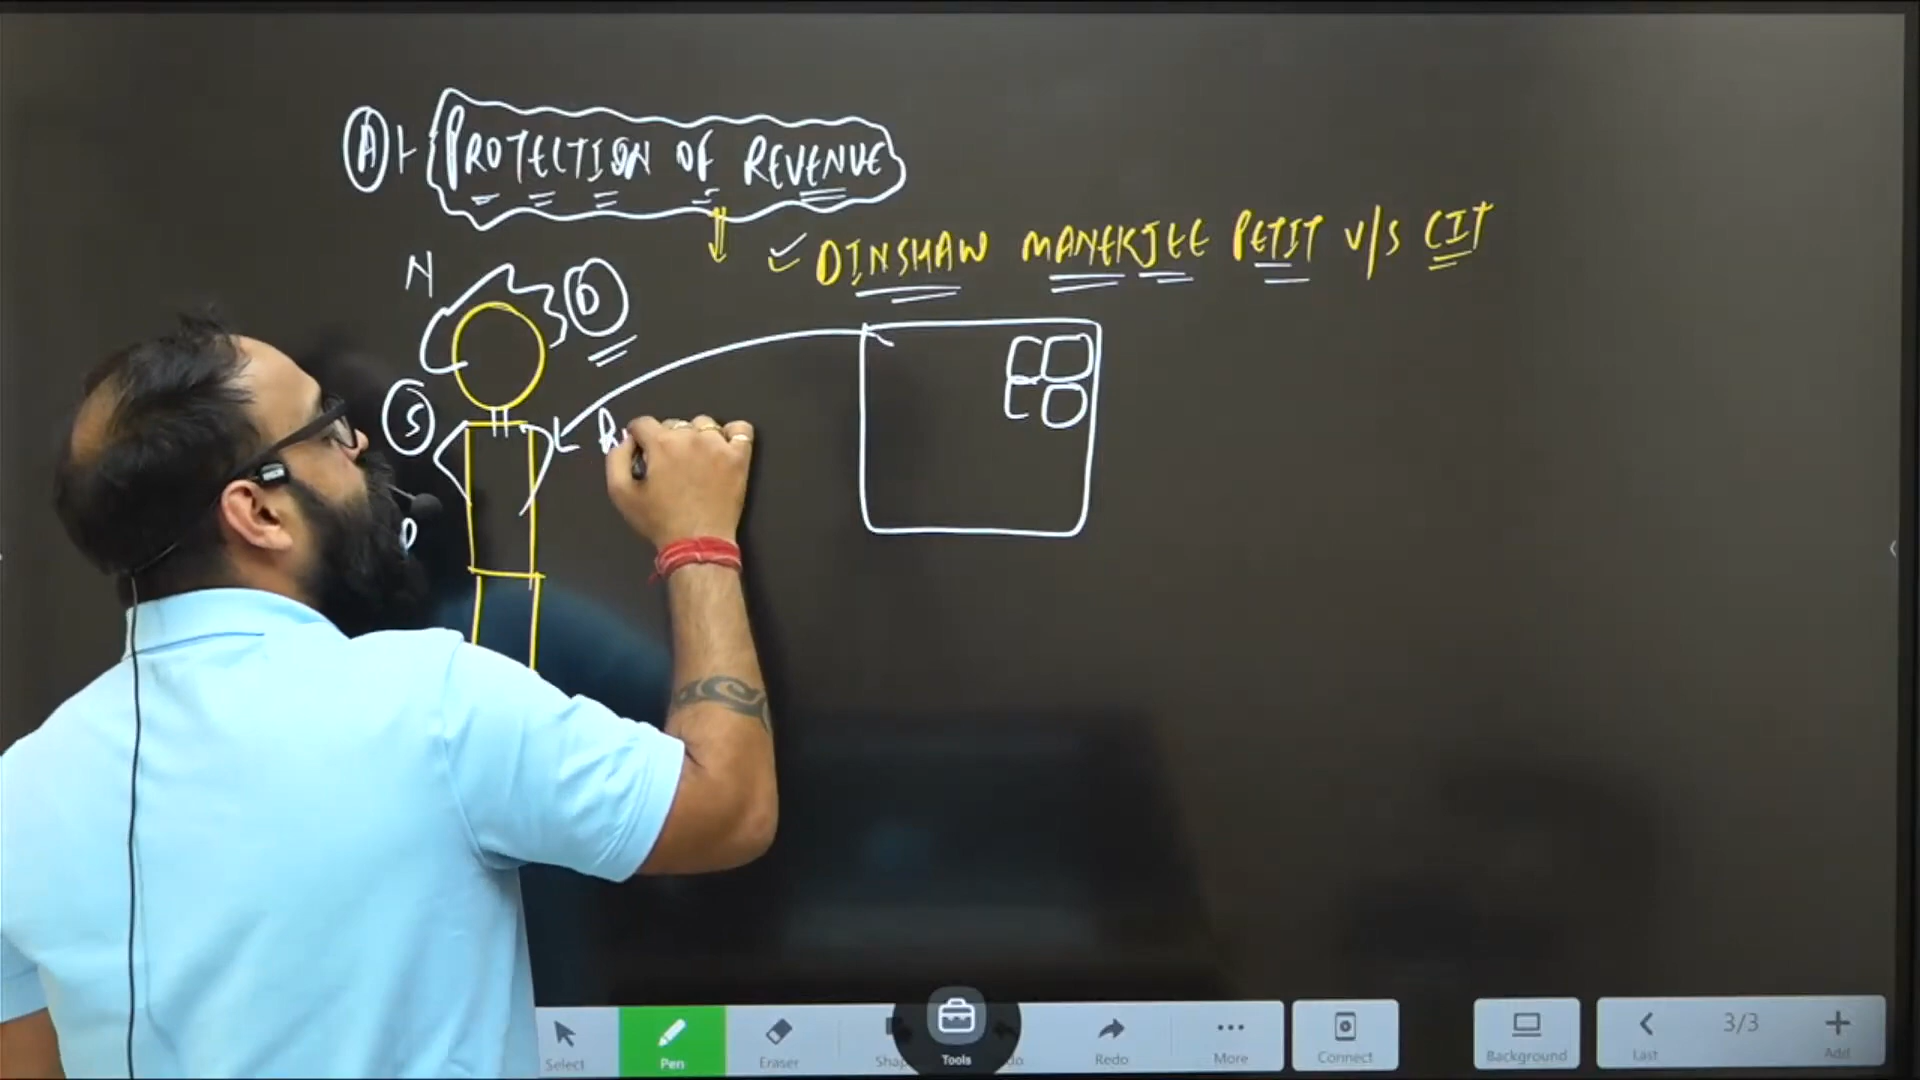 A PROTECTION OF REVENUE
✓ DINSHAW MANEKJEE PETIT V/S CIT
N
D
S
Select Pen Eraser Tools Redo More Connect Background Last 3/3 Add